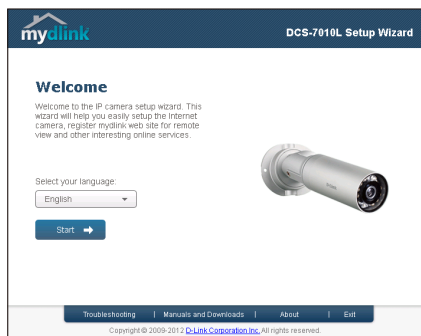 mydlink
DCS-7010L Setup Wizard
Welcome
Welcome to the IP camera setup wizard. This
wizard will help you easily setup the Internet
camera, register mydlink web site for remote
view and other interesting online services.
Select your language:
English
Start
Troubleshooting | Manuals and Downloads | About | Exit
Copyright © 2009-2012 D-Link Corporation Inc. All rights reserved.